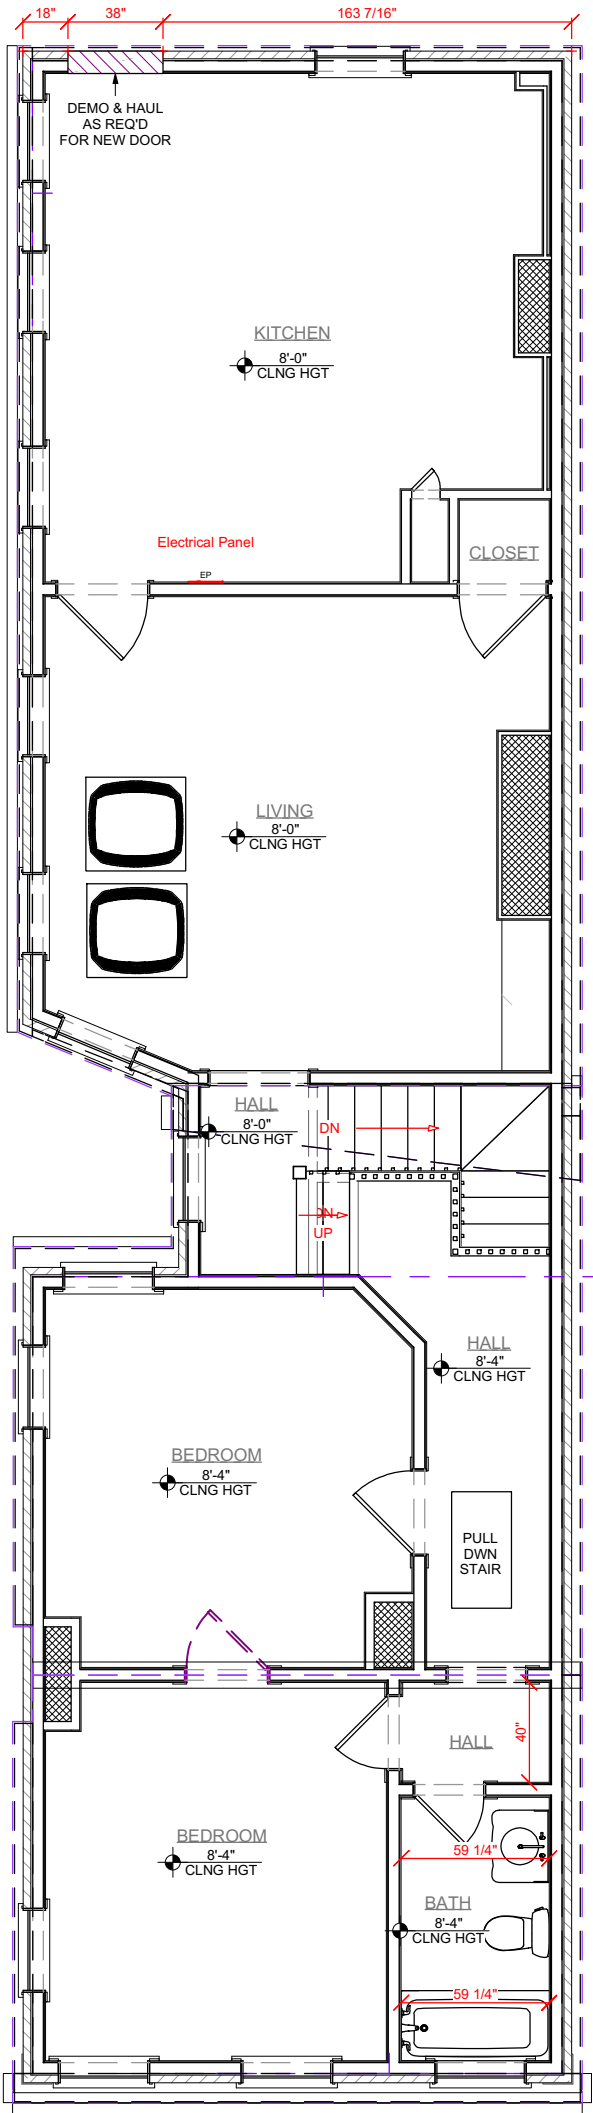 18"
38"
163 7/16"
DEMO & HAUL
AS REQ'D
FOR NEW DOOR
KITCHEN
8'-0"
CLNG HGT
Electrical Panel
EP
CLOSET
LIVING
8'-0"
CLNG HGT
HALL
8'-0"
CLNG HGT
DN
DN
UP
HALL
8'-4"
CLNG HGT
BEDROOM
8'-4"
CLNG HGT
PULL
DWN
STAIR
40"
HALL
BEDROOM
8'-4"
CLNG HGT
59 1/4"
BATH
8'-4"
CLNG HGT
59 1/4"